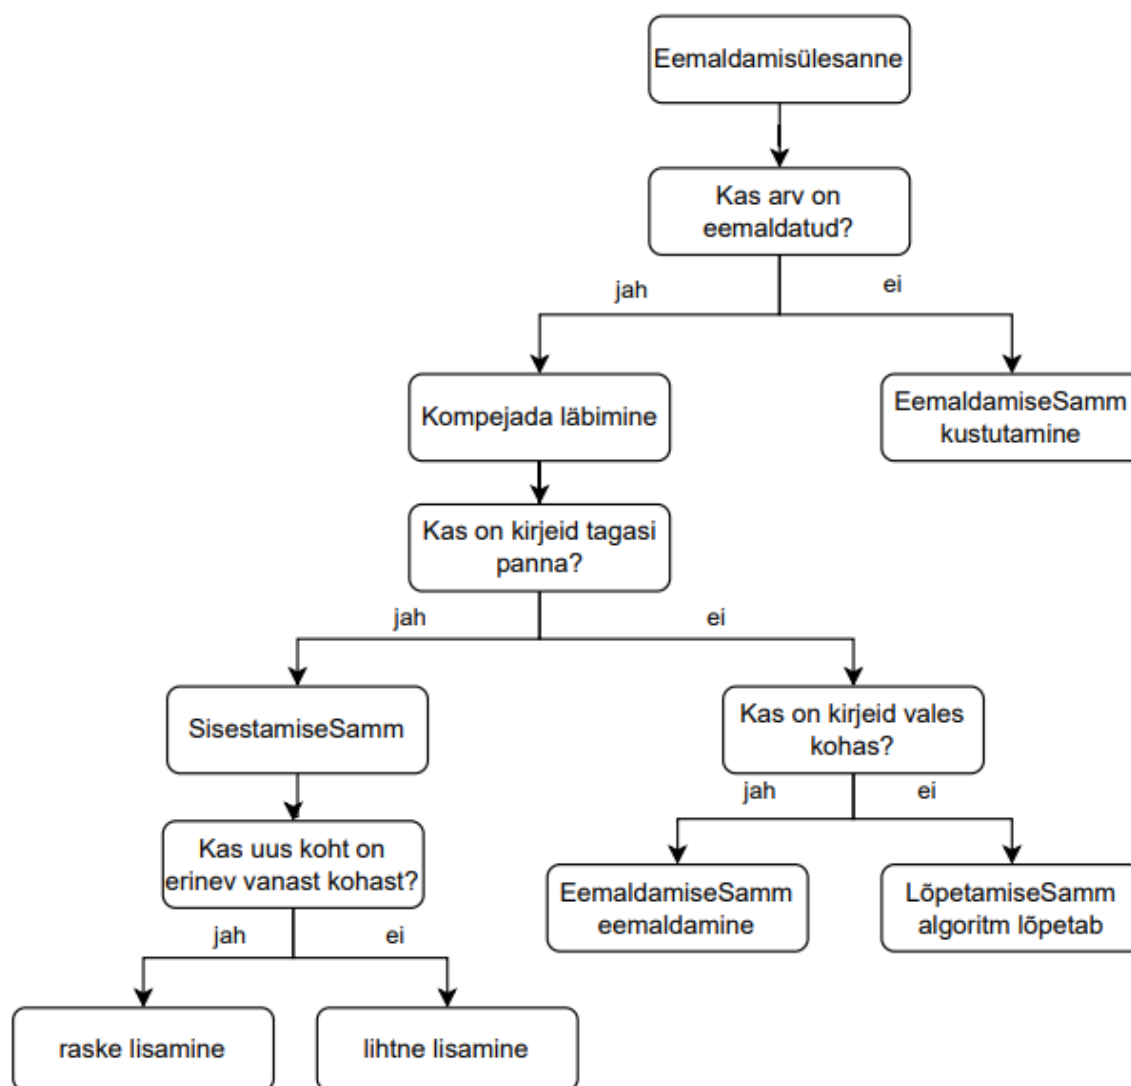 Eemaldamisülesanne
Kas arv on
eemaldatud?
jah
ei
Kompejada läbimine
EemaldamiseSamm
kustutamine
Kas on kirjeid tagasi
panna?
jah
ei
SisestamiseSamm
Kas on kirjeid vales
kohas?
jah
ei
Kas uus koht on
erinev vanast kohast?
EemaldamiseSamm
eemaldamine
LõpetamiseSamm
algoritm lõpetab
jah
ei
raske lisamine
lihtne lisamine